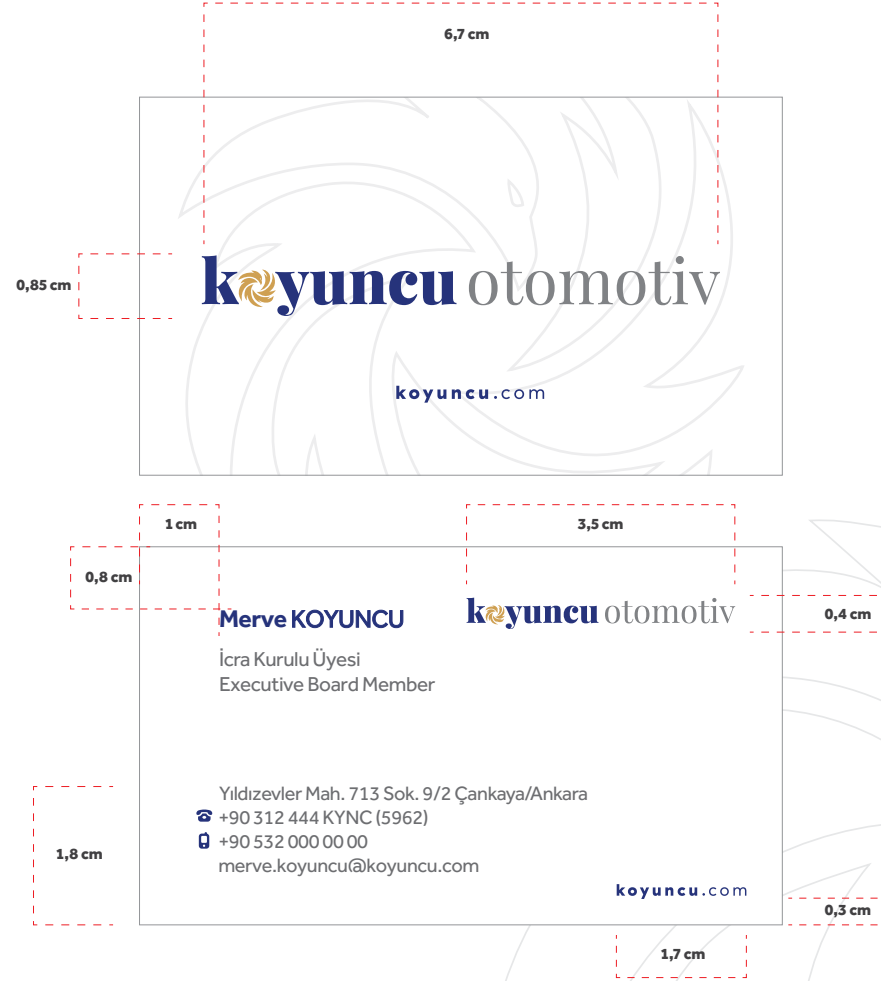 6,7 cm
0,85 cm
koyuncu otomotiv
koyuncu.com
1 cm
3,5 cm
0,8 cm
Merve KOYUNCU
koyuncu otomotiv
0,4 cm
İcra Kurulu Üyesi
Executive Board Member
Yıldızevler Mah. 713 Sok. 9/2 Çankaya/Ankara
+90 312 444 KYNC (5962)
+90 532 000 00 00
merve.koyuncu@koyuncu.com
1,8 cm
koyuncu.com
0,3 cm
1,7 cm